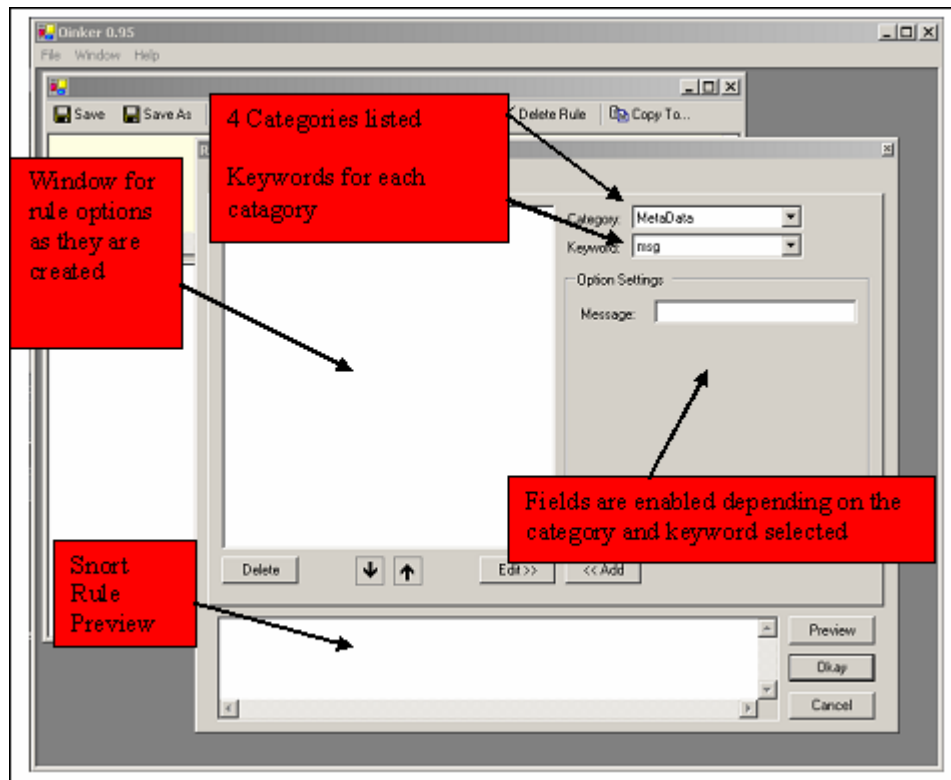 Oinker 0.95
File Window Help
Save Save As Delete Rule Copy To...
4 Categories listed
Keywords for each
catagory
Window for
rule options
as they are
created
Category: MetaData
Keyword: msg
Option Settings
Message:
Fields are enabled depending on the
category and keyword selected
Delete Edit >> << Add
Snort
Rule
Preview
Preview
Okay
Cancel